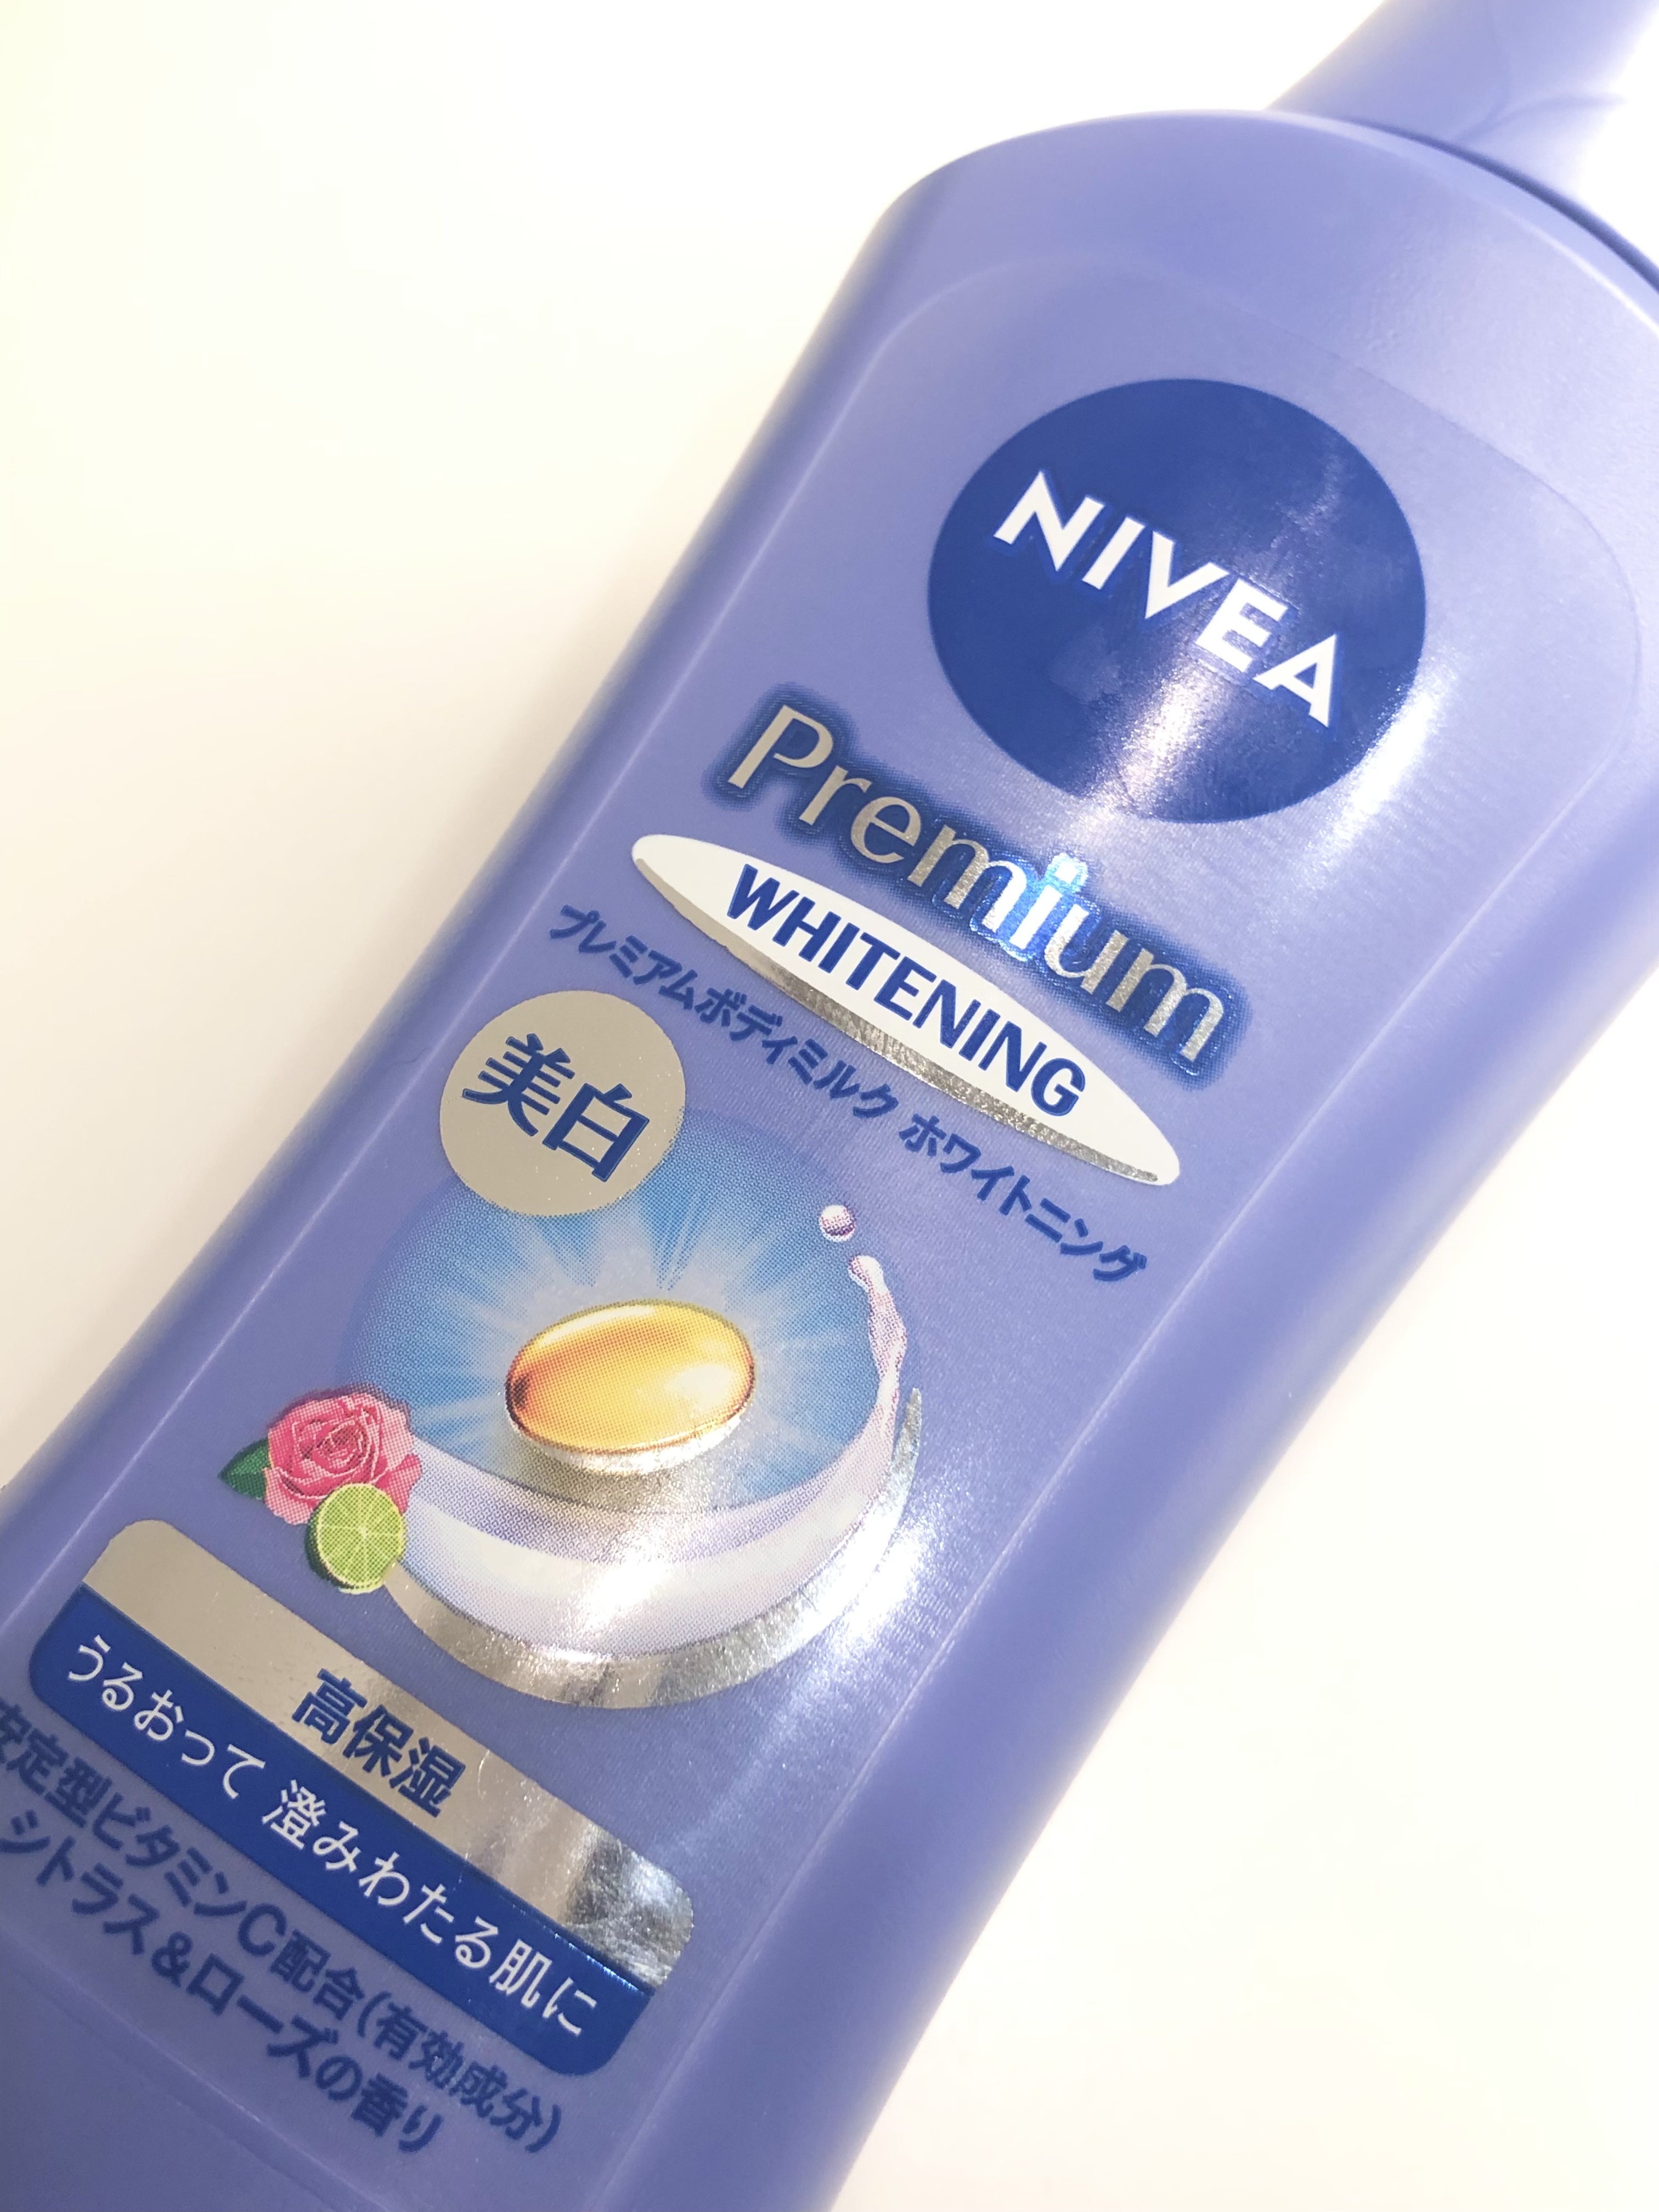 NIVEA
Premium
WHITENING
プレミアムボディミルク ホワイトニング
美白
高保湿
うるおって 澄みわたる肌に
安定型ビタミンC配合(有効成分)
シトラス&ローズの香り